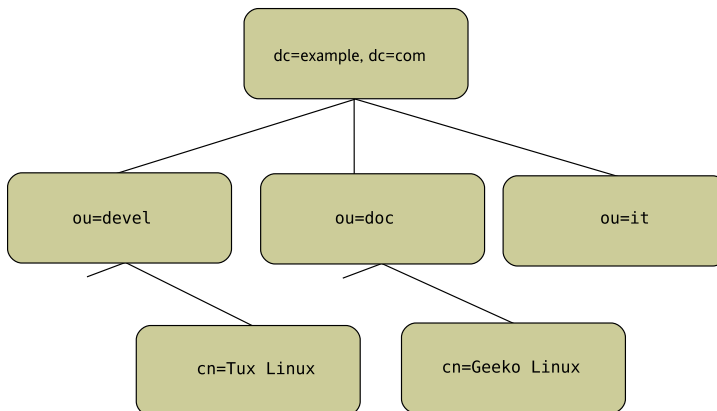 dc=example, dc=com
ou=devel
ou=doc
ou=it
cn=Tux Linux
cn=Geeko Linux